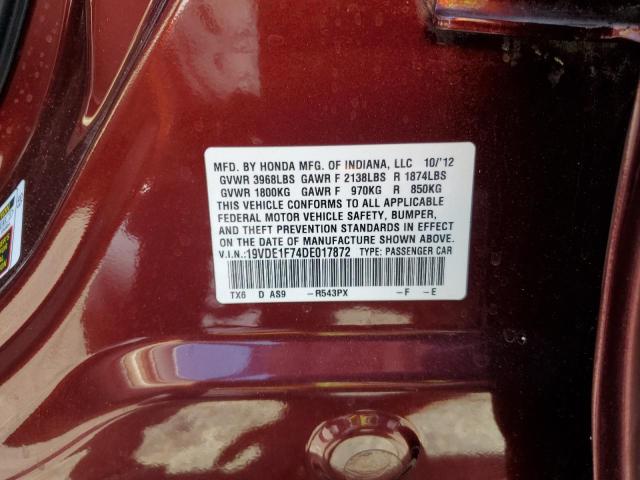 MFD. BY HONDA MFG. OF INDIANA, LLC 10/'12
GVWR 3968LBS GAWR F 2138LBS R 1874LBS
GVWR 1800KG GAWR F 970KG R 850KG
THIS VEHICLE CONFORMS TO ALL APPLICABLE
FEDERAL MOTOR VEHICLE SAFETY, BUMPER,
AND THEFT PREVENTION STANDARDS IN EFFECT
ON THE DATE OF MANUFACTURE SHOWN ABOVE.
V.I.N.:19VDE1F74DE017872 TYPE: PASSENGER CAR
TX6 D AS9 -R543PX -F -E